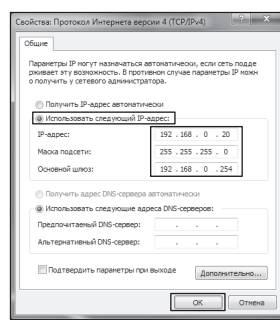 Свойства: Протокол Интернета версии 4 (TCP/IPv4)
Общие
Параметры IP могут назначаться автоматически, если сеть подде
рживает эту возможность. В противном случае параметры IP можн
о получить у сетевого администратора.
Получить IP-адрес автоматически
Использовать следующий IP-адрес:
IP-адрес: 192 . 168 . 0 . 20
Маска подсети: 255 . 255 . 255 . 0
Основной шлюз: 192 . 168 . 0 . 254
Получить адрес DNS-сервера автоматически
Использовать следующие адреса DNS-серверов:
Предпочитаемый DNS-сервер: . . .
Альтернативный DNS-сервер: . . .
Подтвердить параметры при выходе
Дополнительно...
OK Отмена